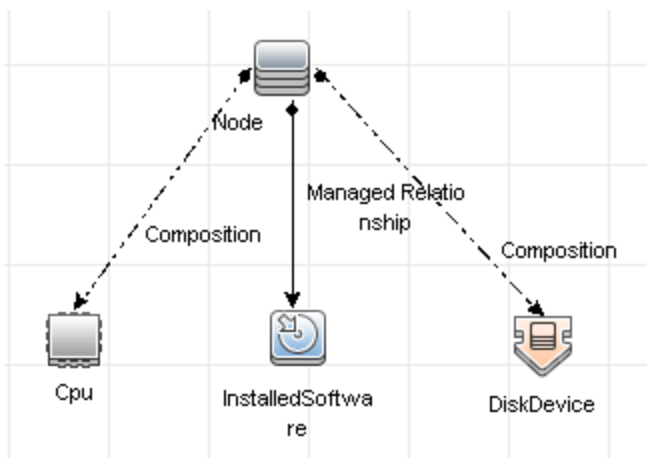 Node
Managed Relatio
nship
Composition
Composition
Cpu
InstalledSoftwa
re
DiskDevice